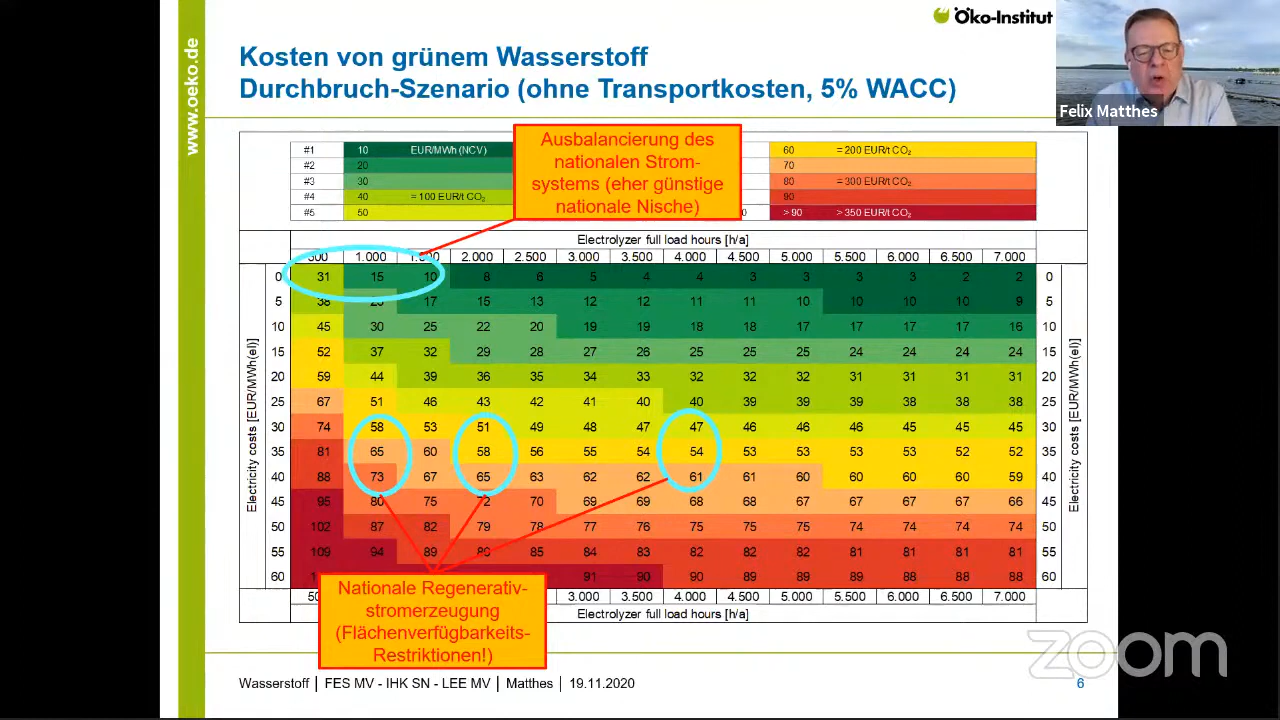 Öko-Institut
www.oeko.de
Kosten von grünem Wasserstoff
Durchbruch-Szenario (ohne Transportkosten, 5% WACC)
Felix Matthes
#1 10 EUR/MWh (NCV) 60 = 200 EUR/t CO₂
#2 20 70
#3 30 80 = 300 EUR/t CO₂
#4 40 = 100 EUR/t CO₂ 90
#5 50 > 90 > 350 EUR/t CO₂
Ausbalancierung des
nationalen Strom-
systems (eher günstige
nationale Nische)
Electrolyzer full load hours [h/a]
1.000 2.000 2.500 3.000 3.500 4.000 4.500 5.000 5.500 6.000 6.500 7.000
Electricity costs [EUR/MWh(el)]
0 31 15 10 8 6 5 4 4 3 3 3 3 2 2 0
5 38 23 17 15 13 12 12 11 11 10 10 10 10 9 5
10 45 30 25 22 20 19 19 18 18 17 17 17 17 16 10
15 52 37 32 29 28 27 26 25 25 25 24 24 24 24 15
20 59 44 39 36 35 34 33 32 32 32 31 31 31 31 20
25 67 51 46 43 42 41 40 40 39 39 39 38 38 38 25
30 74 58 53 51 49 48 47 47 46 46 46 45 45 45 30
35 81 65 60 58 56 55 54 54 53 53 53 53 52 52 35
40 88 73 67 65 63 62 62 61 61 60 60 60 60 59 40
45 95 80 75 72 70 69 69 68 68 67 67 67 67 66 45
50 102 87 82 79 78 77 76 75 75 75 74 74 74 74 50
55 109 94 89 86 85 84 83 82 82 82 81 81 81 81 55
60 91 90 90 89 89 89 88 88 88 60
Electricity costs [EUR/MWh(el)]
3.000 3.500 4.000 4.500 5.000 5.500 6.000 6.500 7.000
Electrolyzer full load hours [h/a]
Nationale Regenerativ-
stromerzeugung
(Flächenverfügbarkeits-
Restriktionen!)
zoom
Wasserstoff │ FES MV - IHK SN - LEE MV │ Matthes │ 19.11.2020
6